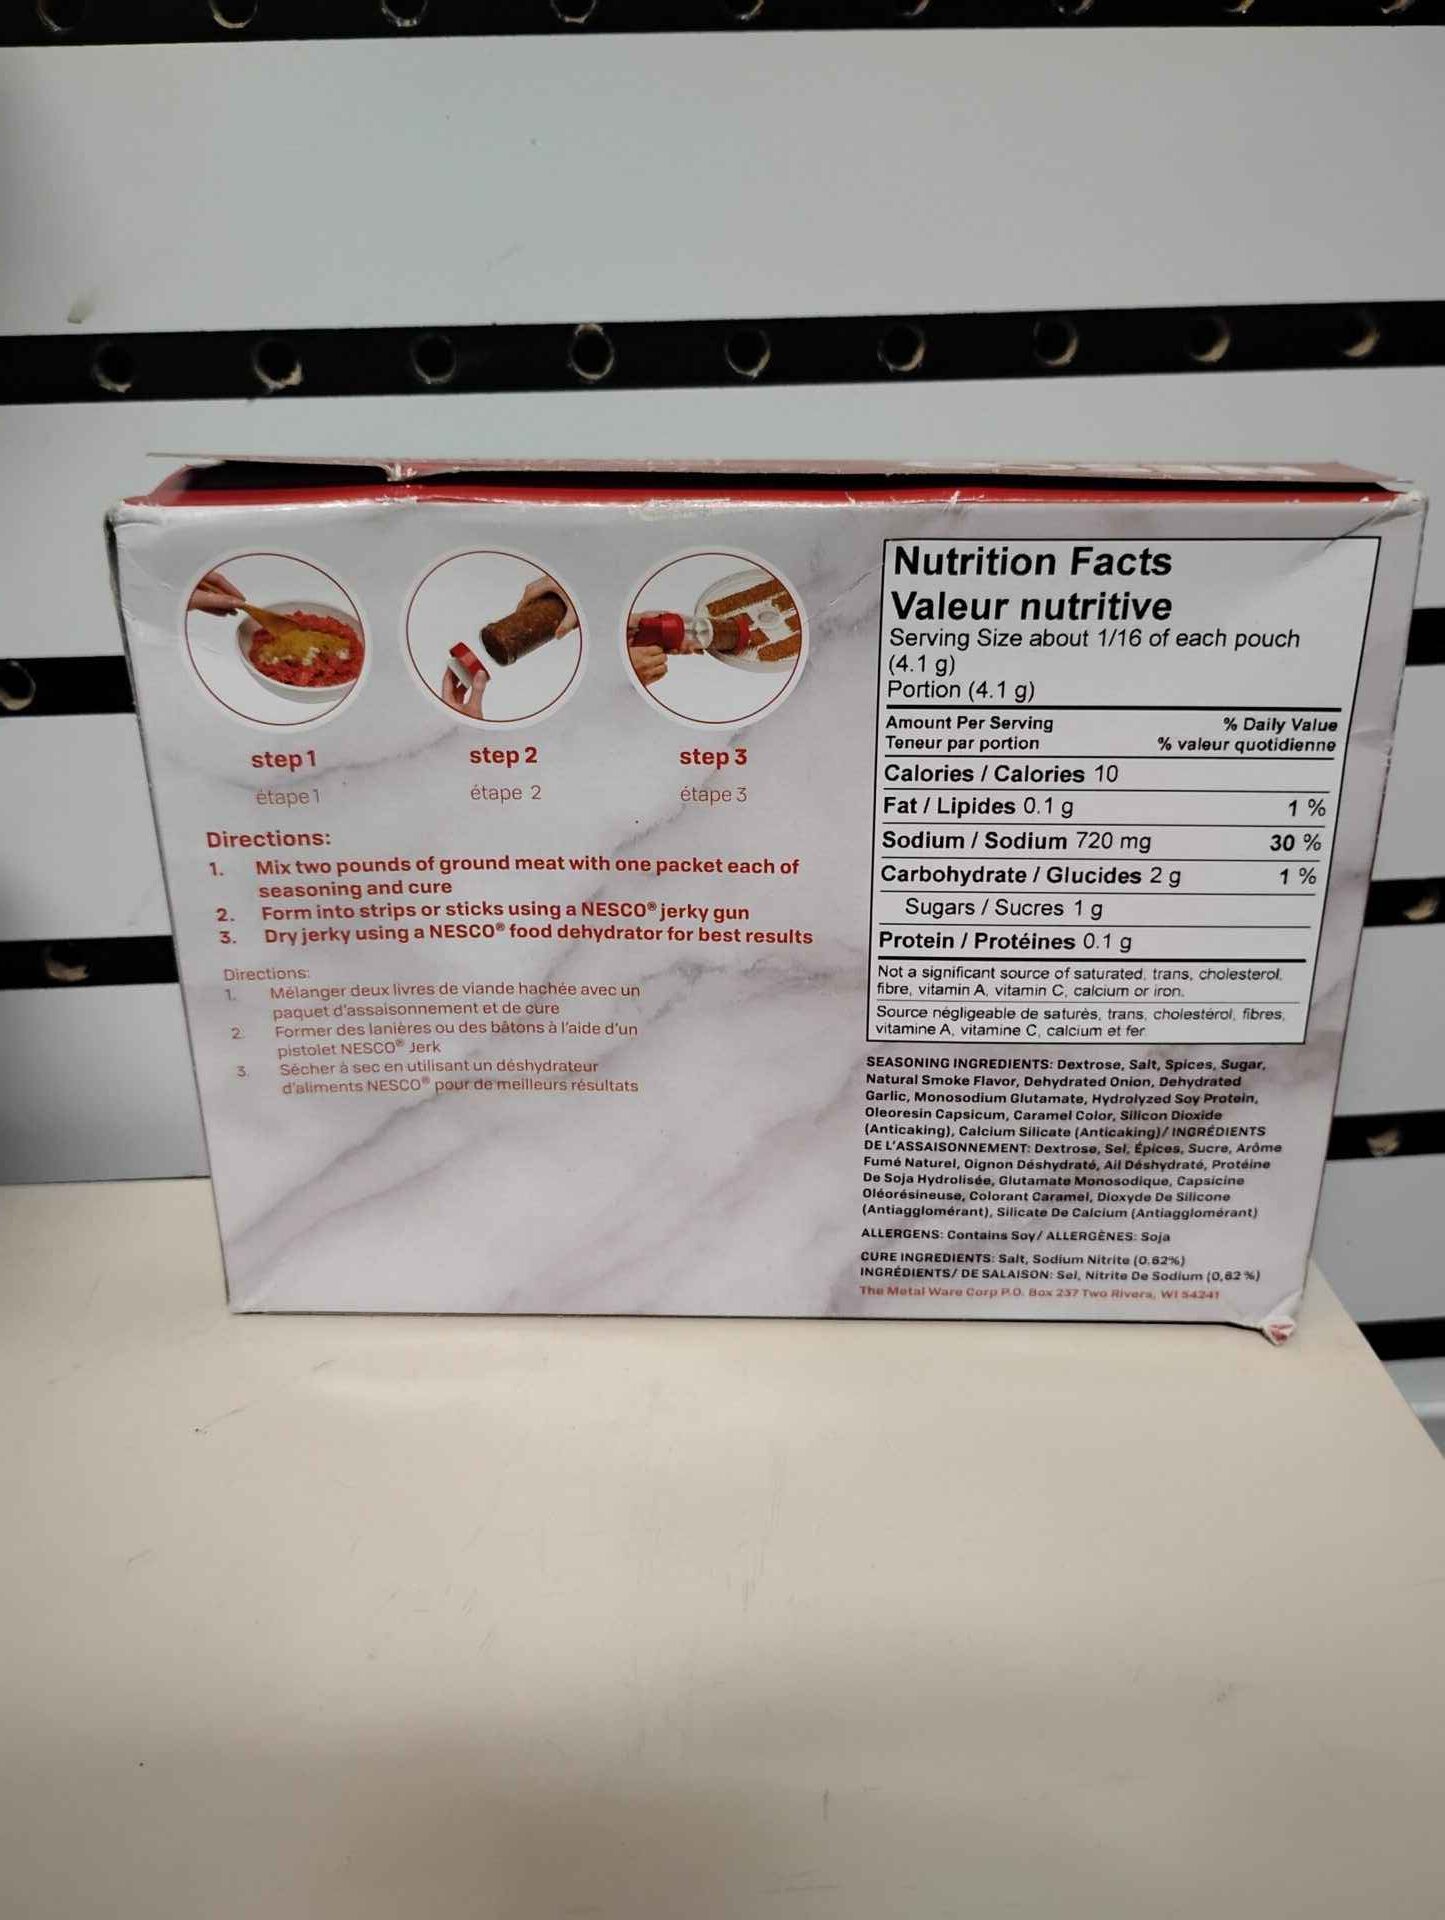 step 1
étape 1
step 2
étape 2
step 3
étape 3
Directions:
1. Mix two pounds of ground meat with one packet each of
seasoning and cure
2. Form into strips or sticks using a NESCO® jerky gun
3. Dry jerky using a NESCO® food dehydrator for best results
Directions:
1. Mélanger deux livres de viande hachée avec un
paquet d'assaisonnement et de cure
2. Former des lanières ou des bâtons à l'aide d'un
pistolet NESCO® Jerk
3. Sécher à sec en utilisant un déshydrateur
d'aliments NESCO® pour de meilleurs résultats
Nutrition Facts
Valeur nutritive
Serving Size about 1/16 of each pouch
(4.1 g)
Portion (4.1 g)
Amount Per Serving % Daily Value
Teneur par portion % valeur quotidienne
Calories / Calories 10
Fat / Lipides 0.1 g 1 %
Sodium / Sodium 720 mg 30 %
Carbohydrate / Glucides 2 g 1 %
Sugars / Sucres 1 g
Protein / Protéines 0.1 g
Not a significant source of saturated, trans, cholesterol,
fibre, vitamin A, vitamin C, calcium or iron.
Source négligeable de saturés, trans, cholestérol, fibres,
vitamine A, vitamine C, calcium et fer
SEASONING INGREDIENTS: Dextrose, Salt, Spices, Sugar,
Natural Smoke Flavor, Dehydrated Onion, Dehydrated
Garlic, Monosodium Glutamate, Hydrolyzed Soy Protein,
Oleoresin Capsicum, Caramel Color, Silicon Dioxide
(Anticaking), Calcium Silicate (Anticaking)/ INGRÉDIENTS
DE L'ASSAISONNEMENT: Dextrose, Sel, Épices, Sucre, Arôme
Fumé Naturel, Oignon Déshydraté, Ail Déshydraté, Protéine
De Soja Hydrolisée, Glutamate Monosodique, Capsicine
Oléorésineuse, Colorant Caramel, Dioxyde De Silicone
(Antiagglomérant), Silicate De Calcium (Antiagglomérant)
ALLERGENS: Contains Soy/ ALLERGÈNES: Soja
CURE INGREDIENTS: Salt, Sodium Nitrite (0.62%)
INGRÉDIENTS/ DE SALAISON: Sel, Nitrite De Sodium (0,62 %)
The Metal Ware Corp P.O. Box 237 Two Rivers, WI 54241